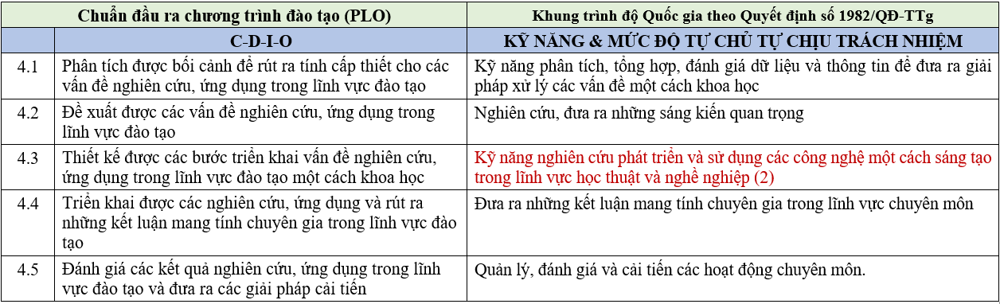 Chuẩn đầu ra chương trình đào tạo (PLO)
Khung trình độ Quốc gia theo Quyết định số 1982/QĐ-TTg
C-D-I-O
KỸ NĂNG & MỨC ĐỘ TỰ CHỦ TỰ CHỊU TRÁCH NHIỆM
4.1
Phân tích được bối cảnh để rút ra tính cấp thiết cho các
vấn đề nghiên cứu, ứng dụng trong lĩnh vực đào tạo
Kỹ năng phân tích, tổng hợp, đánh giá dữ liệu và thông tin để đưa ra giải
pháp xử lý các vấn đề một cách khoa học
4.2
Đề xuất được các vấn đề nghiên cứu, ứng dụng trong
lĩnh vực đào tạo
Nghiên cứu, đưa ra những sáng kiến quan trọng
4.3
Thiết kế được các bước triển khai vấn đề nghiên cứu,
ứng dụng trong lĩnh vực đào tạo một cách khoa học
Kỹ năng nghiên cứu phát triển và sử dụng các công nghệ một cách sáng tạo
trong lĩnh vực học thuật và nghề nghiệp (2)
4.4
Triển khai được các nghiên cứu, ứng dụng và rút ra
những kết luận mang tính chuyên gia trong lĩnh vực đào
tạo
Đưa ra những kết luận mang tính chuyên gia trong lĩnh vực chuyên môn
4.5
Đánh giá các kết quả nghiên cứu, ứng dụng trong lĩnh
vực đào tạo và đưa ra các giải pháp cải tiến
Quản lý, đánh giá và cải tiến các hoạt động chuyên môn.